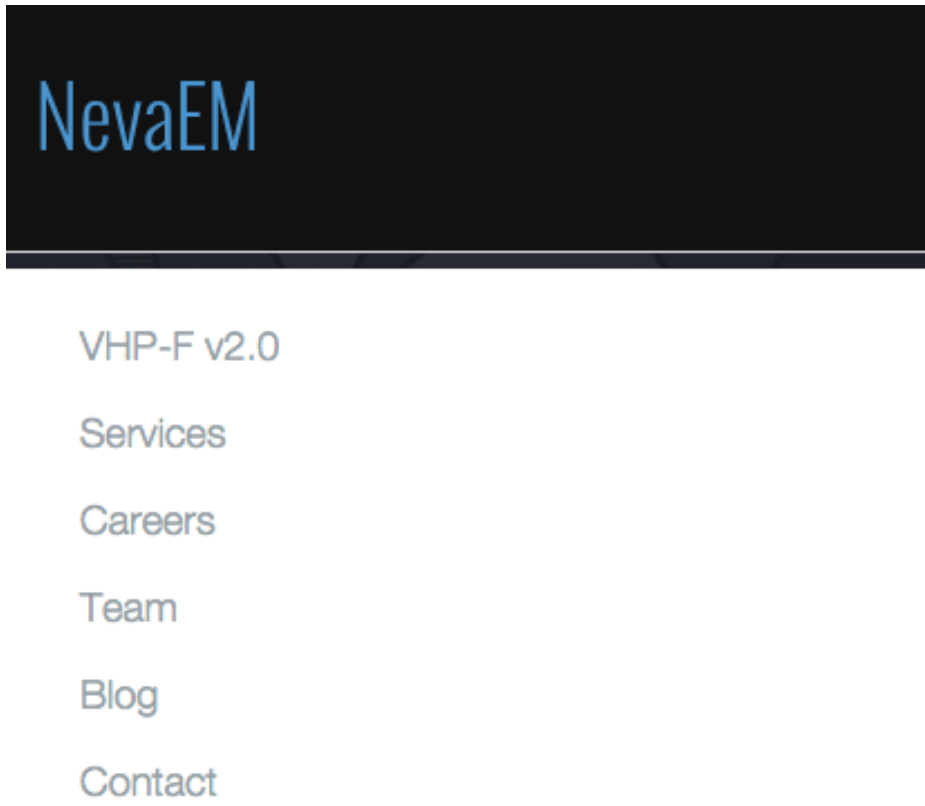 NevaEM
VHP-F v2.0
Services
Careers
Team
Blog
Contact